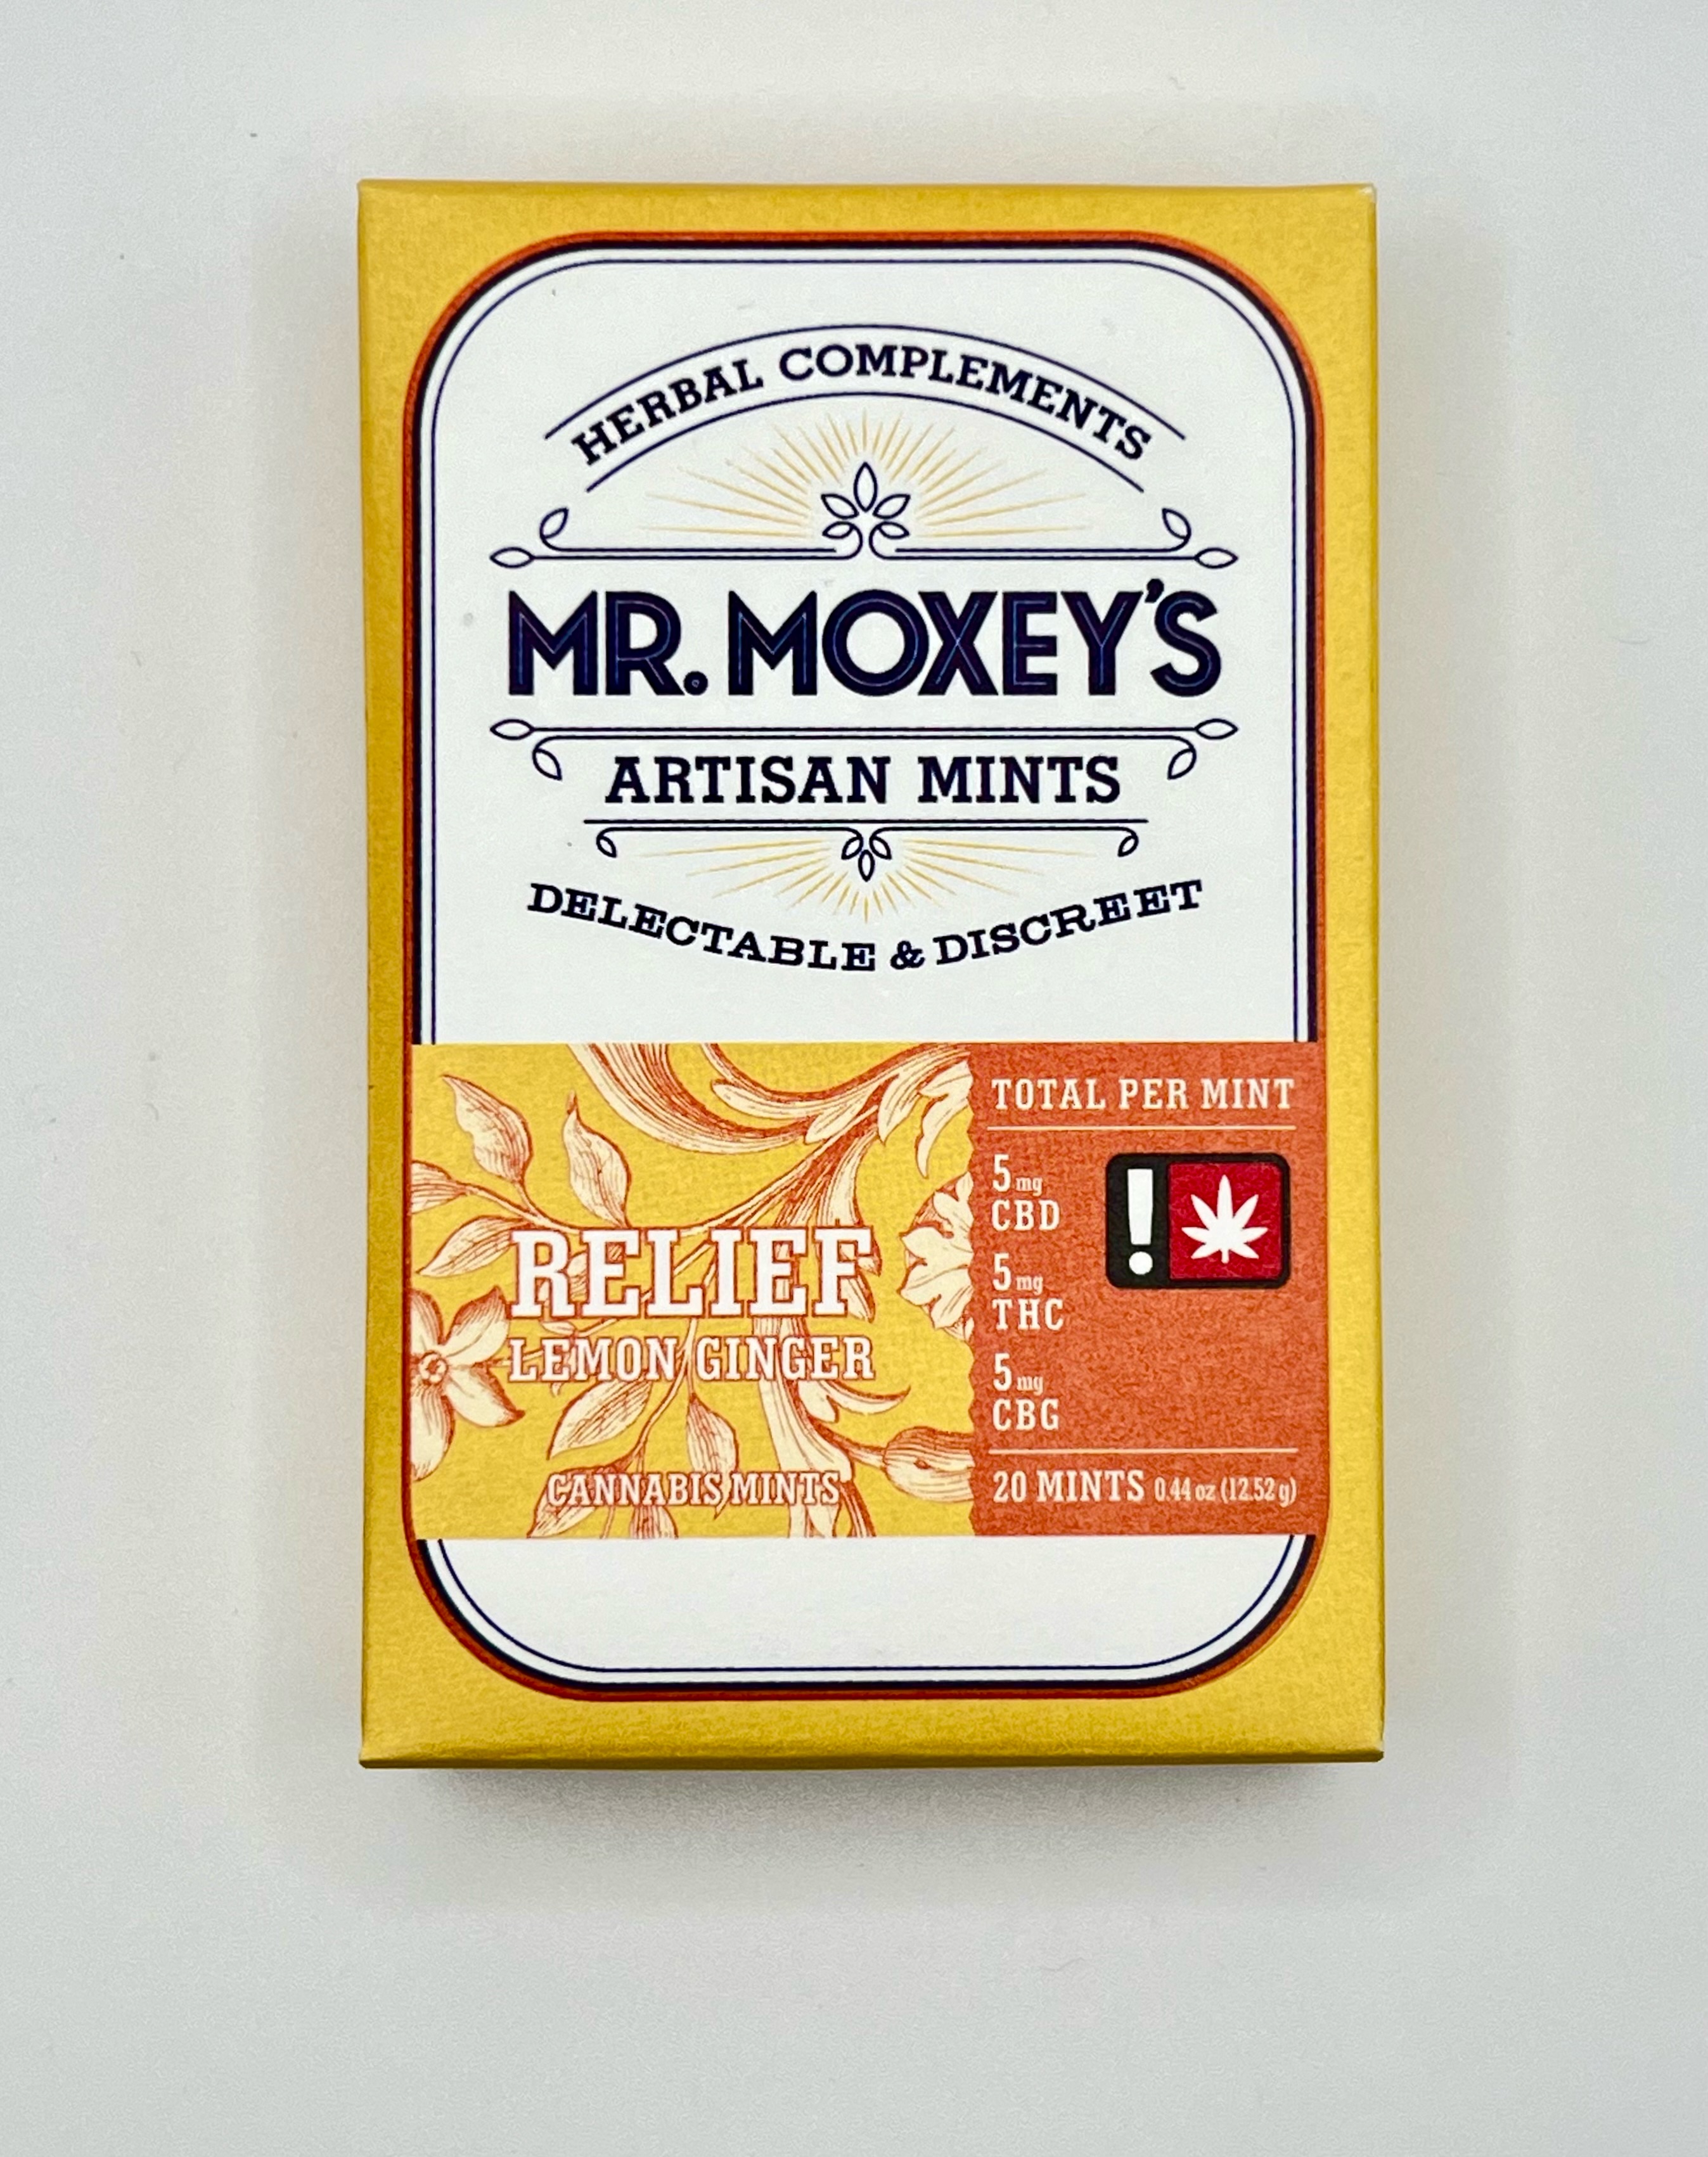 HERBAL COMPLEMENTS
MR. MOXEY'S
ARTISAN MINTS
DELECTABLE & DISCREET
RELIEF
LEMON GINGER
CANNABIS MINTS
TOTAL PER MINT
5mg
CBD
5mg
THC
5mg
CBG
20 MINTS 0.44 oz (12.52 g)
!